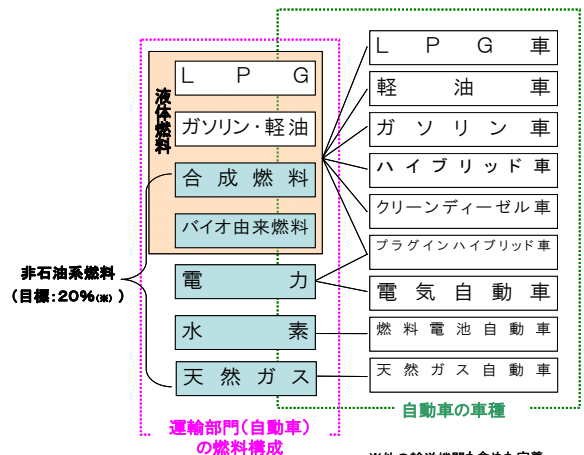 液体燃料
LPG
ガソリン・軽油
合成燃料
バイオ由来燃料
電力
水素
天然ガス
非石油系燃料
(目標:20%(※))
運輸部門(自動車)
の燃料構成
LPG車
軽油車
ガソリン車
ハイブリッド車
クリーンディーゼル車
プラグインハイブリッド車
電気自動車
燃料電池自動車
天然ガス自動車
自動車の車種